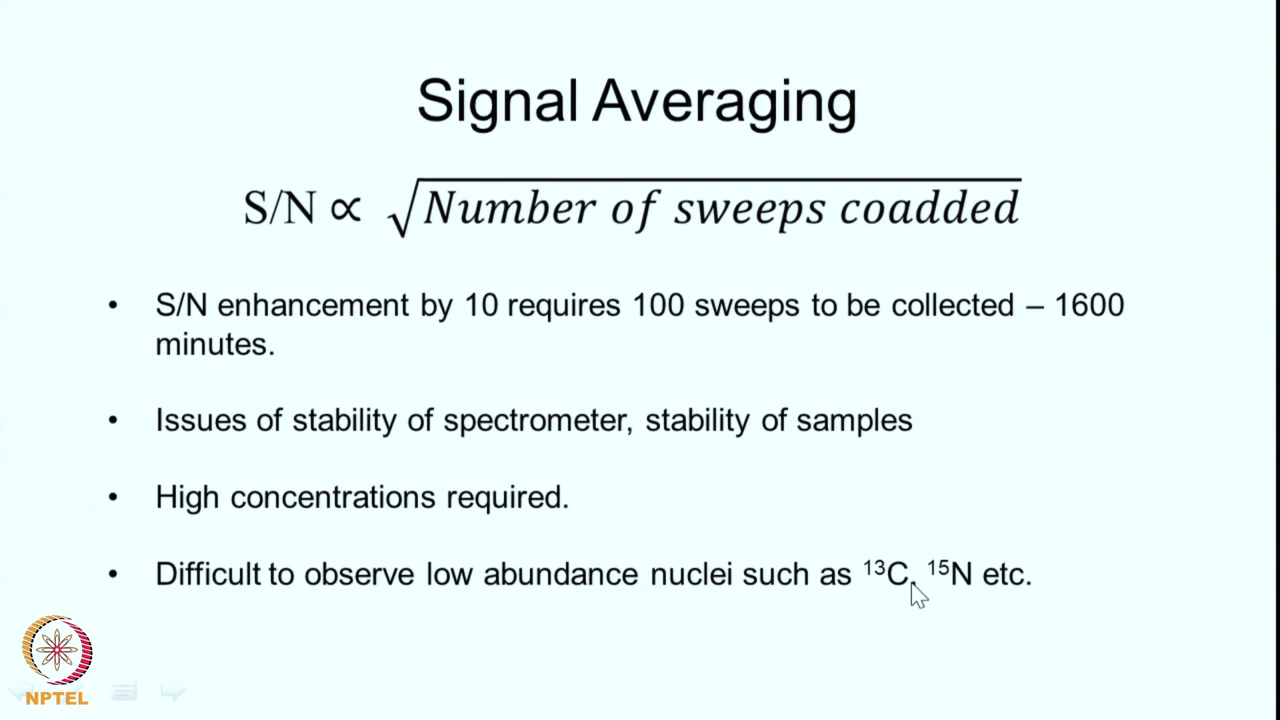 Signal Averaging
S/N ∝ √Number of sweeps coadded
• S/N enhancement by 10 requires 100 sweeps to be collected – 1600
minutes.
• Issues of stability of spectrometer, stability of samples
• High concentrations required.
• Difficult to observe low abundance nuclei such as ¹³C, ¹⁵N etc.
NPTEL